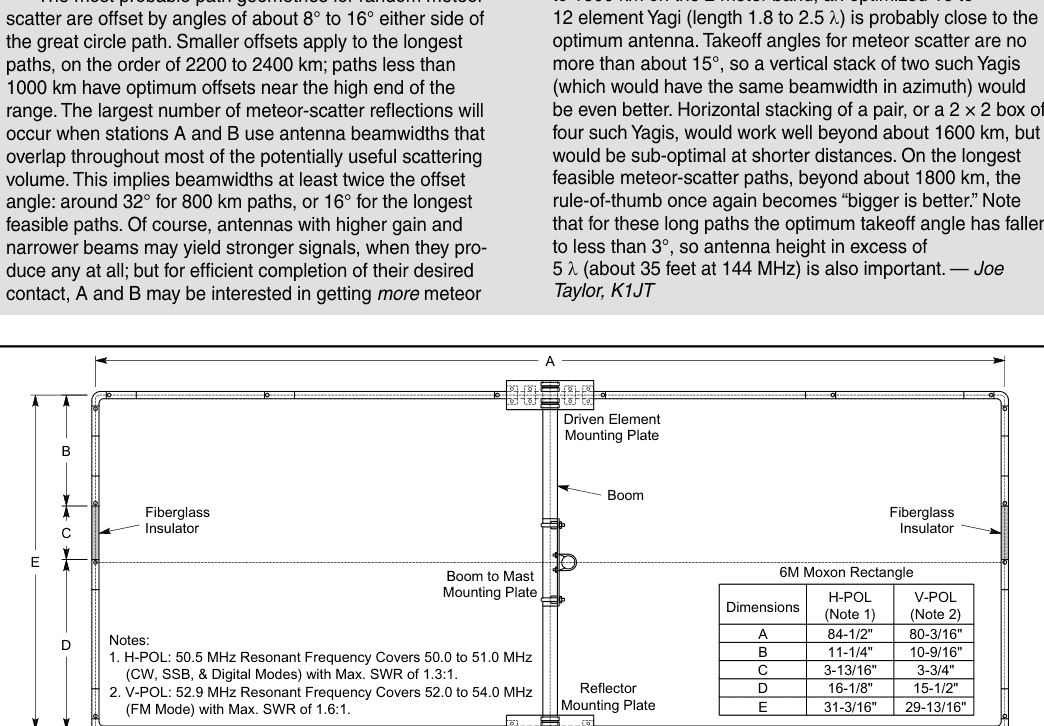 scatter are offset by angles of about 8° to 16° either side of
the great circle path. Smaller offsets apply to the longest
paths, on the order of 2200 to 2400 km; paths less than
1000 km have optimum offsets near the high end of the
range. The largest number of meteor-scatter reflections will
occur when stations A and B use antenna beamwidths that
overlap throughout most of the potentially useful scattering
volume. This implies beamwidths at least twice the offset
angle: around 32° for 800 km paths, or 16° for the longest
feasible paths. Of course, antennas with higher gain and
narrower beams may yield stronger signals, when they pro-
duce any at all; but for efficient completion of their desired
contact, A and B may be interested in getting more meteor
12 element Yagi (length 1.8 to 2.5 λ) is probably close to the
optimum antenna. Takeoff angles for meteor scatter are no
more than about 15°, so a vertical stack of two such Yagis
(which would have the same beamwidth in azimuth) would
be even better. Horizontal stacking of a pair, or a 2 × 2 box of
four such Yagis, would work well beyond about 1600 km, but
would be sub-optimal at shorter distances. On the longest
feasible meteor-scatter paths, beyond about 1800 km, the
rule-of-thumb once again becomes “bigger is better.” Note
that for these long paths the optimum takeoff angle has fallen
to less than 3°, so antenna height in excess of
5 λ (about 35 feet at 144 MHz) is also important. — Joe
Taylor, K1JT
A
Driven Element
Mounting Plate
B
Boom
Fiberglass
Insulator
Fiberglass
Insulator
C
E
Boom to Mast
Mounting Plate
6M Moxon Rectangle
Dimensions H-POL (Note 1) V-POL (Note 2)
A 84-1/2" 80-3/16"
B 11-1/4" 10-9/16"
C 3-13/16" 3-3/4"
D 16-1/8" 15-1/2"
E 31-3/16" 29-13/16"
D
Notes:
1. H-POL: 50.5 MHz Resonant Frequency Covers 50.0 to 51.0 MHz
(CW, SSB, & Digital Modes) with Max. SWR of 1.3:1.
2. V-POL: 52.9 MHz Resonant Frequency Covers 52.0 to 54.0 MHz
(FM Mode) with Max. SWR of 1.6:1.
Reflector
Mounting Plate